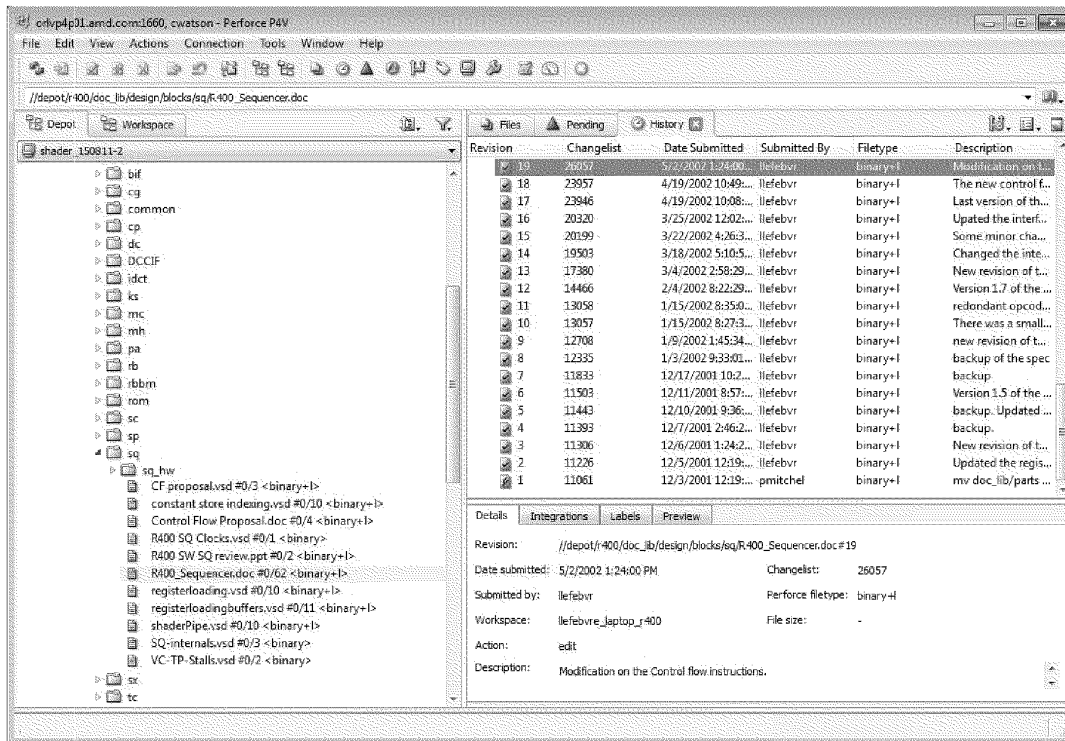 orlvp4p01.amd.com:1660, cwatson - Perforce P4V
File Edit View Actions Connection Tools Window Help
//depot/r400/doc_lib/design/blocks/sq/R400_Sequencer.doc
Depot Workspace
shader_150811-2
bif
cg
common
cp
dc
DCCIF
idct
ks
mc
mh
pa
rb
rbbm
rom
sc
sp
sq
sq_hw
CF proposal.vsd #0/3 <binary+l>
constant store indexing.vsd #0/10 <binary+l>
Control Flow Proposal.doc #0/4 <binary+l>
R400 SQ Clocks.vsd #0/1 <binary>
R400 SW SQ review.ppt #0/2 <binary+l>
R400_Sequencer.doc #0/62 <binary+l>
registerloading.vsd #0/10 <binary+l>
registerloadingbuffers.vsd #0/11 <binary+l>
shaderPipe.vsd #0/10 <binary+l>
SQ-internals.vsd #0/3 <binary>
VC-TP-Stalls.vsd #0/2 <binary>
sx
tc
Files Pending History
Revision Changelist Date Submitted Submitted By Filetype Description
19 26057 5/2/2002 1:24:00... llefebvr binary+l Modification on t...
18 23957 4/19/2002 10:49:... llefebvr binary+l The new control f...
17 23946 4/19/2002 10:08:... llefebvr binary+l Last version of th...
16 20320 3/25/2002 12:02:... llefebvr binary+l Upated the interf...
15 20199 3/22/2002 4:26:3... llefebvr binary+l Some minor cha...
14 19503 3/18/2002 5:10:5... llefebvr binary+l Changed the inte...
13 17380 3/4/2002 2:58:29... llefebvr binary+l New revision of t...
12 14466 2/4/2002 8:22:29... llefebvr binary+l Version 1.7 of the ...
11 13058 1/15/2002 8:35:0... llefebvr binary+l redondant opcod...
10 13057 1/15/2002 8:27:3... llefebvr binary+l There was a small...
9 12708 1/9/2002 1:45:34... llefebvr binary+l new revision of t...
8 12335 1/3/2002 9:33:01... llefebvr binary+l backup of the spec
7 11833 12/17/2001 10:2... llefebvr binary+l backup
6 11503 12/11/2001 8:57:... llefebvr binary+l Version 1.5 of the ...
5 11443 12/10/2001 9:36:... llefebvr binary+l backup. Updated ...
4 11393 12/7/2001 2:46:2... llefebvr binary+l backup.
3 11306 12/6/2001 1:24:2... llefebvr binary+l New revision of t...
2 11226 12/5/2001 12:19:... llefebvr binary+l Updated the regis...
1 11061 12/3/2001 12:19:... pmitchel binary+l mv doc_lib/parts ...
Details Integrations Labels Preview
Revision: //depot/r400/doc_lib/design/blocks/sq/R400_Sequencer.doc#19
Date submitted: 5/2/2002 1:24:00 PM Changelist: 26057
Submitted by: llefebvr Perforce filetype: binary+l
Workspace: llefebvre_laptop_r400 File size: -
Action: edit
Description: Modification on the Control flow instructions.